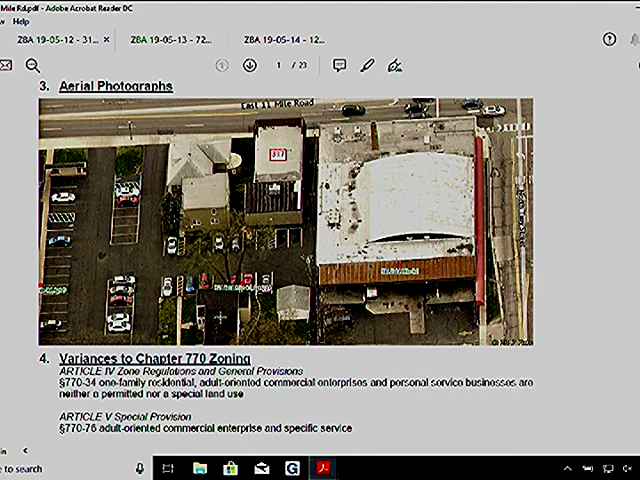 Mile Rd.pdf - Adobe Acrobat Reader DC
w Help
ZBA 19-05-12 - 31... ×
ZBA 19-05-13 - 72...
ZBA 19-05-14 - 12...
1 / 23
3. Aerial Photographs
East 11 Mile Road
317
4. Variances to Chapter 770 Zoning
ARTICLE IV Zone Regulations and General Provisions
§770-34 one-family residential, adult-oriented commercial enterprises and personal service businesses are
neither a permitted nor a special land use
ARTICLE V Special Provision
§770-76 adult-oriented commercial enterprise and specific service
in
e to search